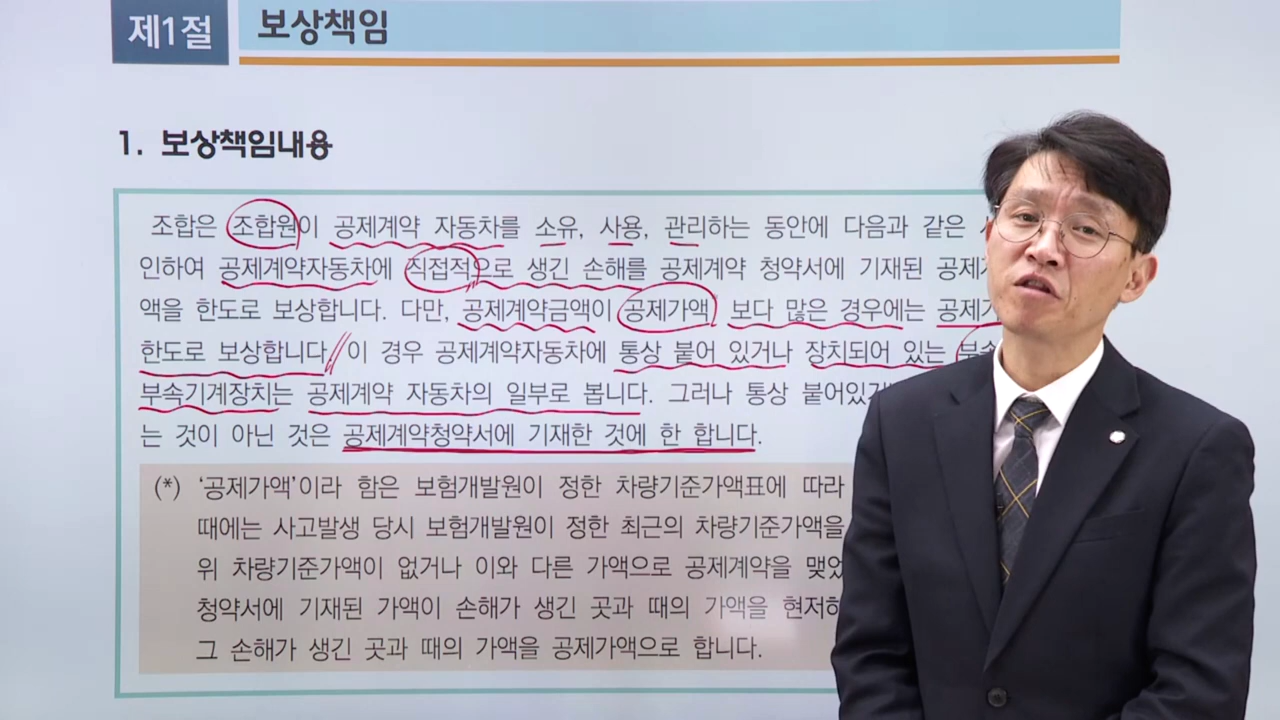 제1절
보상책임
1. 보상책임내용
조합은 조합원이 공제계약 자동차를 소유, 사용, 관리하는 동안에 다음과 같은
인하여 공제계약자동차에 직접적으로 생긴 손해를 공제계약 청약서에 기재된
액을 한도로 보상합니다. 다만, 공제계약금액이 공제가액 보다 많은 경우에는
한도로 보상합니다 이 경우 공제계약자동차에 통상 붙어 있거나 장치되어 있는
부속기계장치는 공제계약 자동차의 일부로 봅니다. 그러나 통상
는 것이 아닌 것은 공제계약청약서에 기재한 것에 한 합니다.
(*) ‘공제가액’이라 함은 보험개발원이 정한 차량기준가액표에 따라
때에는 사고발생 당시 보험개발원이 정한 최근의 차량기준가액을
위 차량기준가액이 없거나 이와 다른 가액으로 공제계약을
청약서에 기재된 가액이 손해가 생긴 곳과 때의 가액을
그 손해가 생긴 곳과 때의 가액을 공제가액으로 합니다.